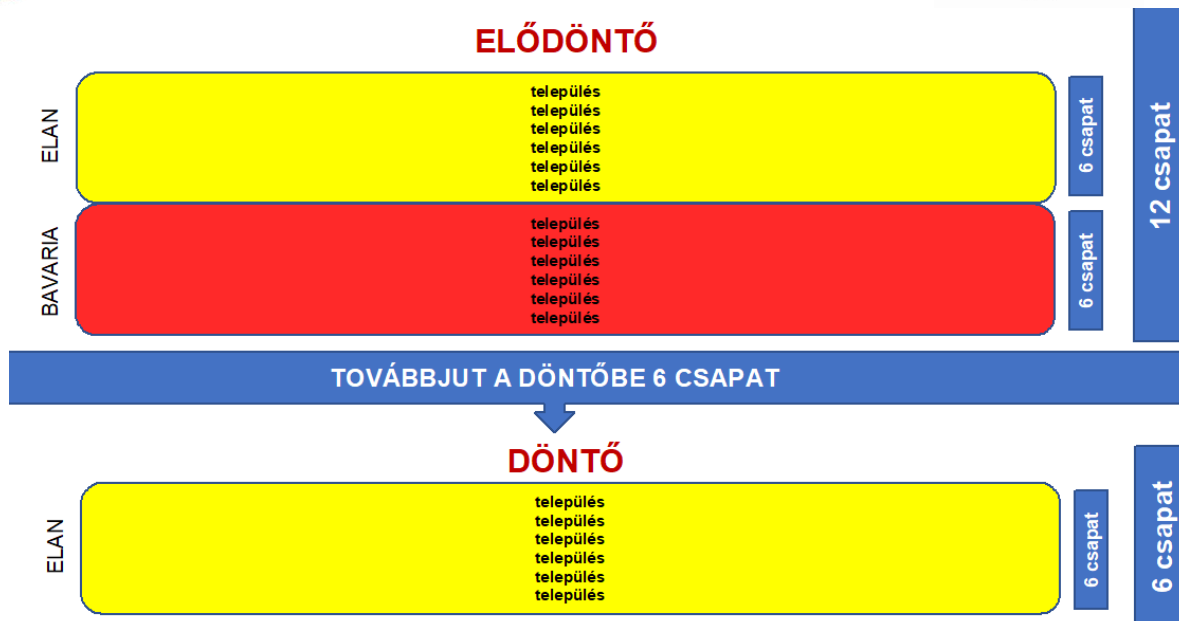 ELŐDÖNTŐ
ELAN
település
település
település
település
település
település
6 csapat
12 csapat
BAVARIA
település
település
település
település
település
település
6 csapat
TOVÁBBJUT A DÖNTŐBE 6 CSAPAT
DÖNTŐ
ELAN
település
település
település
település
település
település
6 csapat
6 csapat